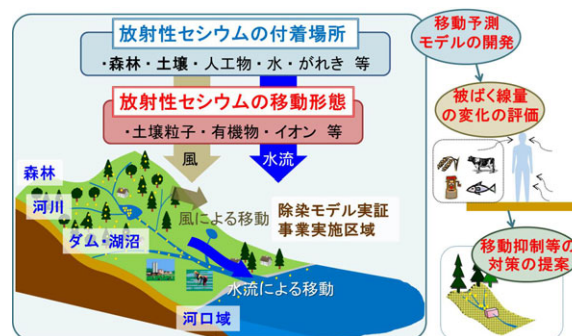 放射性セシウムの付着場所
・森林・土壌・人工物・水・がれき 等
放射性セシウムの移動形態
・土壌粒子・有機物・イオン 等
風
水流
森林
河川
ダム・湖沼
風による移動
除染モデル実証
事業実施区域
水流による移動
河口域
移動予測
モデルの開発
被ばく線量
の変化の評価
移動抑制等の
対策の提案